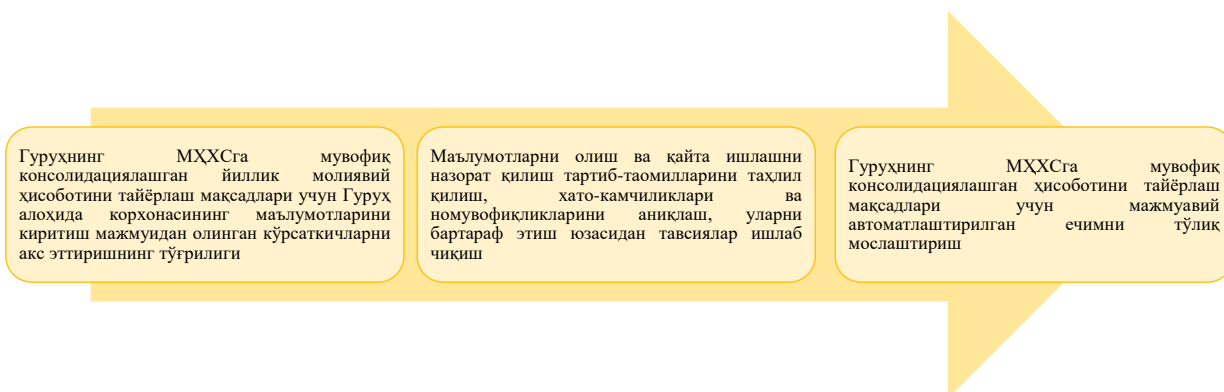 Гуруҳнинг МҲХСга мувофиқ
консолидациялашган йиллик молиявий
ҳисоботини тайёрлаш мақсадлари учун Гуруҳ
алоҳида корхонасининг маълумотларини
киритиш мажмуидан олинган кўрсаткичларни
акс эттиришнинг тўғрилиги
Маълумотларни олиш ва қайта ишлашни
назорат қилиш тартиб-таомилларини таҳлил
қилиш, хато-камчиликлари ва
номувофиқликларини аниқлаш, уларни
бартараф этиш юзасидан тавсиялар ишлаб
чиқиш
Гуруҳнинг МҲХСга мувофиқ
консолидациялашган ҳисоботини тайёрлаш
мақсадлари учун мажмуавий
автоматлаштирилган ечимни тўлиқ
мослаштириш